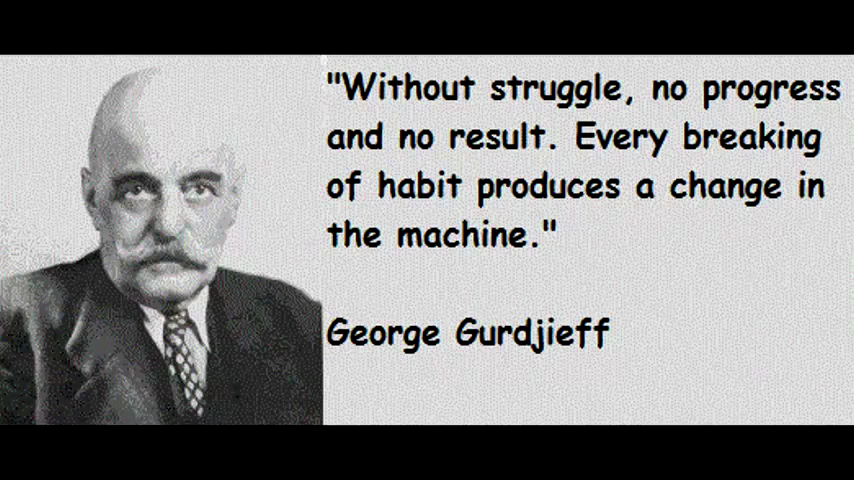 "Without struggle, no progress
and no result. Every breaking
of habit produces a change in
the machine."
George Gurdjieff